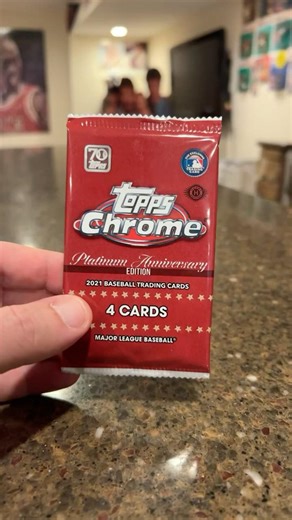 70
topps
Chrome
Platinum Anniversary
EDITION
2021 BASEBALL TRADING CARDS
4 CARDS
MAJOR LEAGUE BASEBALL®